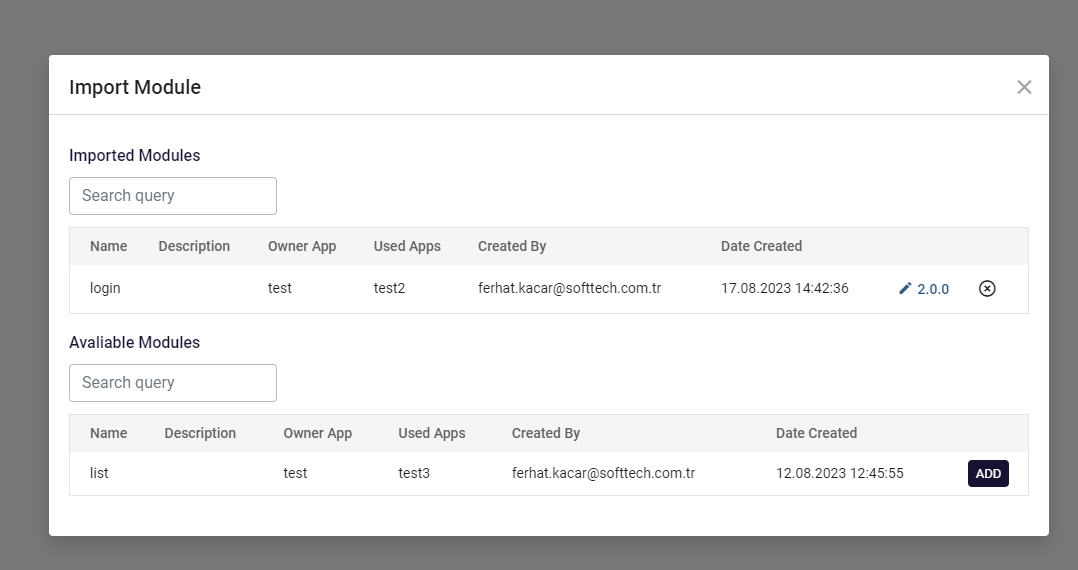 Import Module
Imported Modules
Search query
Name Description Owner App Used Apps Created By Date Created
login test test2 ferhat.kacar@softtech.com.tr 17.08.2023 14:42:36 2.0.0
Avaliable Modules
Search query
Name Description Owner App Used Apps Created By Date Created
list test test3 ferhat.kacar@softtech.com.tr 12.08.2023 12:45:55 ADD